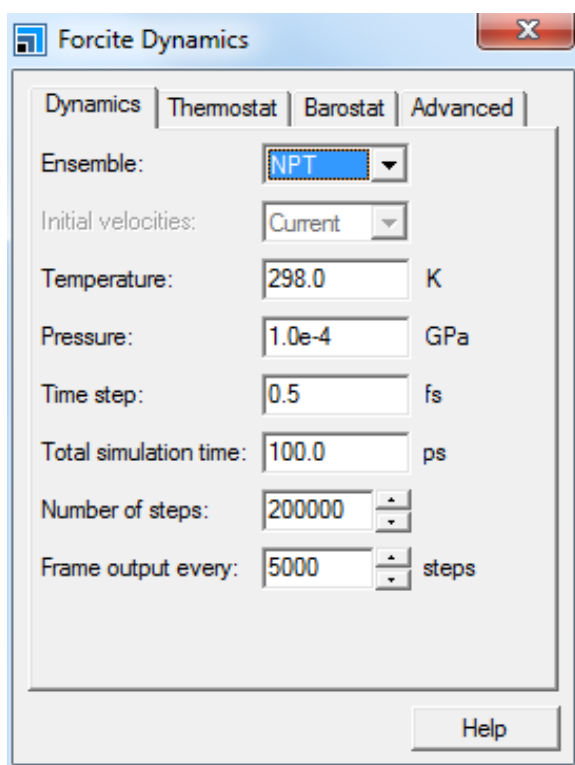 Forcite Dynamics
Dynamics Thermostat Barostat Advanced
Ensemble: NPT
Initial velocities: Current
Temperature: 298.0 K
Pressure: 1.0e-4 GPa
Time step: 0.5 fs
Total simulation time: 100.0 ps
Number of steps: 200000
Frame output every: 5000 steps
Help